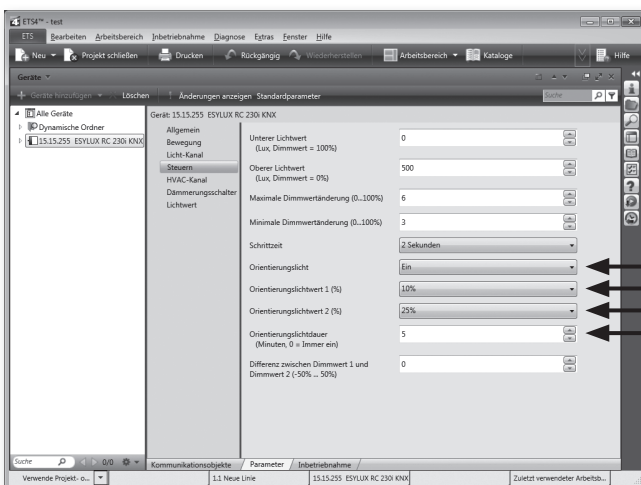 ETS4™ - test
ETS Bearbeiten Arbeitsbereich Inbetriebnahme Diagnose Extras Fenster Hilfe
Neu Projekt schließen Drucken Rückgängig Wiederherstellen Arbeitsbereich Kataloge Hilfe
Geräte
Geräte hinzufügen Löschen Änderungen anzeigen Standardparameter Suche
Alle Geräte
Dynamische Ordner
15.15.255 ESYLUX RC 230i KNX
Gerät: 15.15.255 ESYLUX RC 230i KNX
Allgemein
Bewegung
Licht-Kanal
Steuern
HVAC-Kanal
Dämmerungsschalter
Lichtwert
Unterer Lichtwert
(Lux, Dimmwert = 100%)
0
Oberer Lichtwert
(Lux, Dimmwert = 0%)
500
Maximale Dimmwertänderung (0...100%) 6
Minimale Dimmwertänderung (0..100%) 3
Schrittzeit 2 Sekunden
Orientierungslicht Ein
Orientierungslichtwert 1 (%) 10%
Orientierungslichtwert 2 (%) 25%
Orientierungslichtdauer
(Minuten, 0 = Immer ein)
5
Differenz zwischen Dimmwert 1 und
Dimmwert 2 (-50% ... 50%)
0
Suche 0/0
Kommunikationsobjekte Parameter Inbetriebnahme
Verwende Projekt- o... 1.1 Neue Linie 15.15.255 ESYLUX RC 230i KNX Zuletzt verwendeter Arbeitsb...